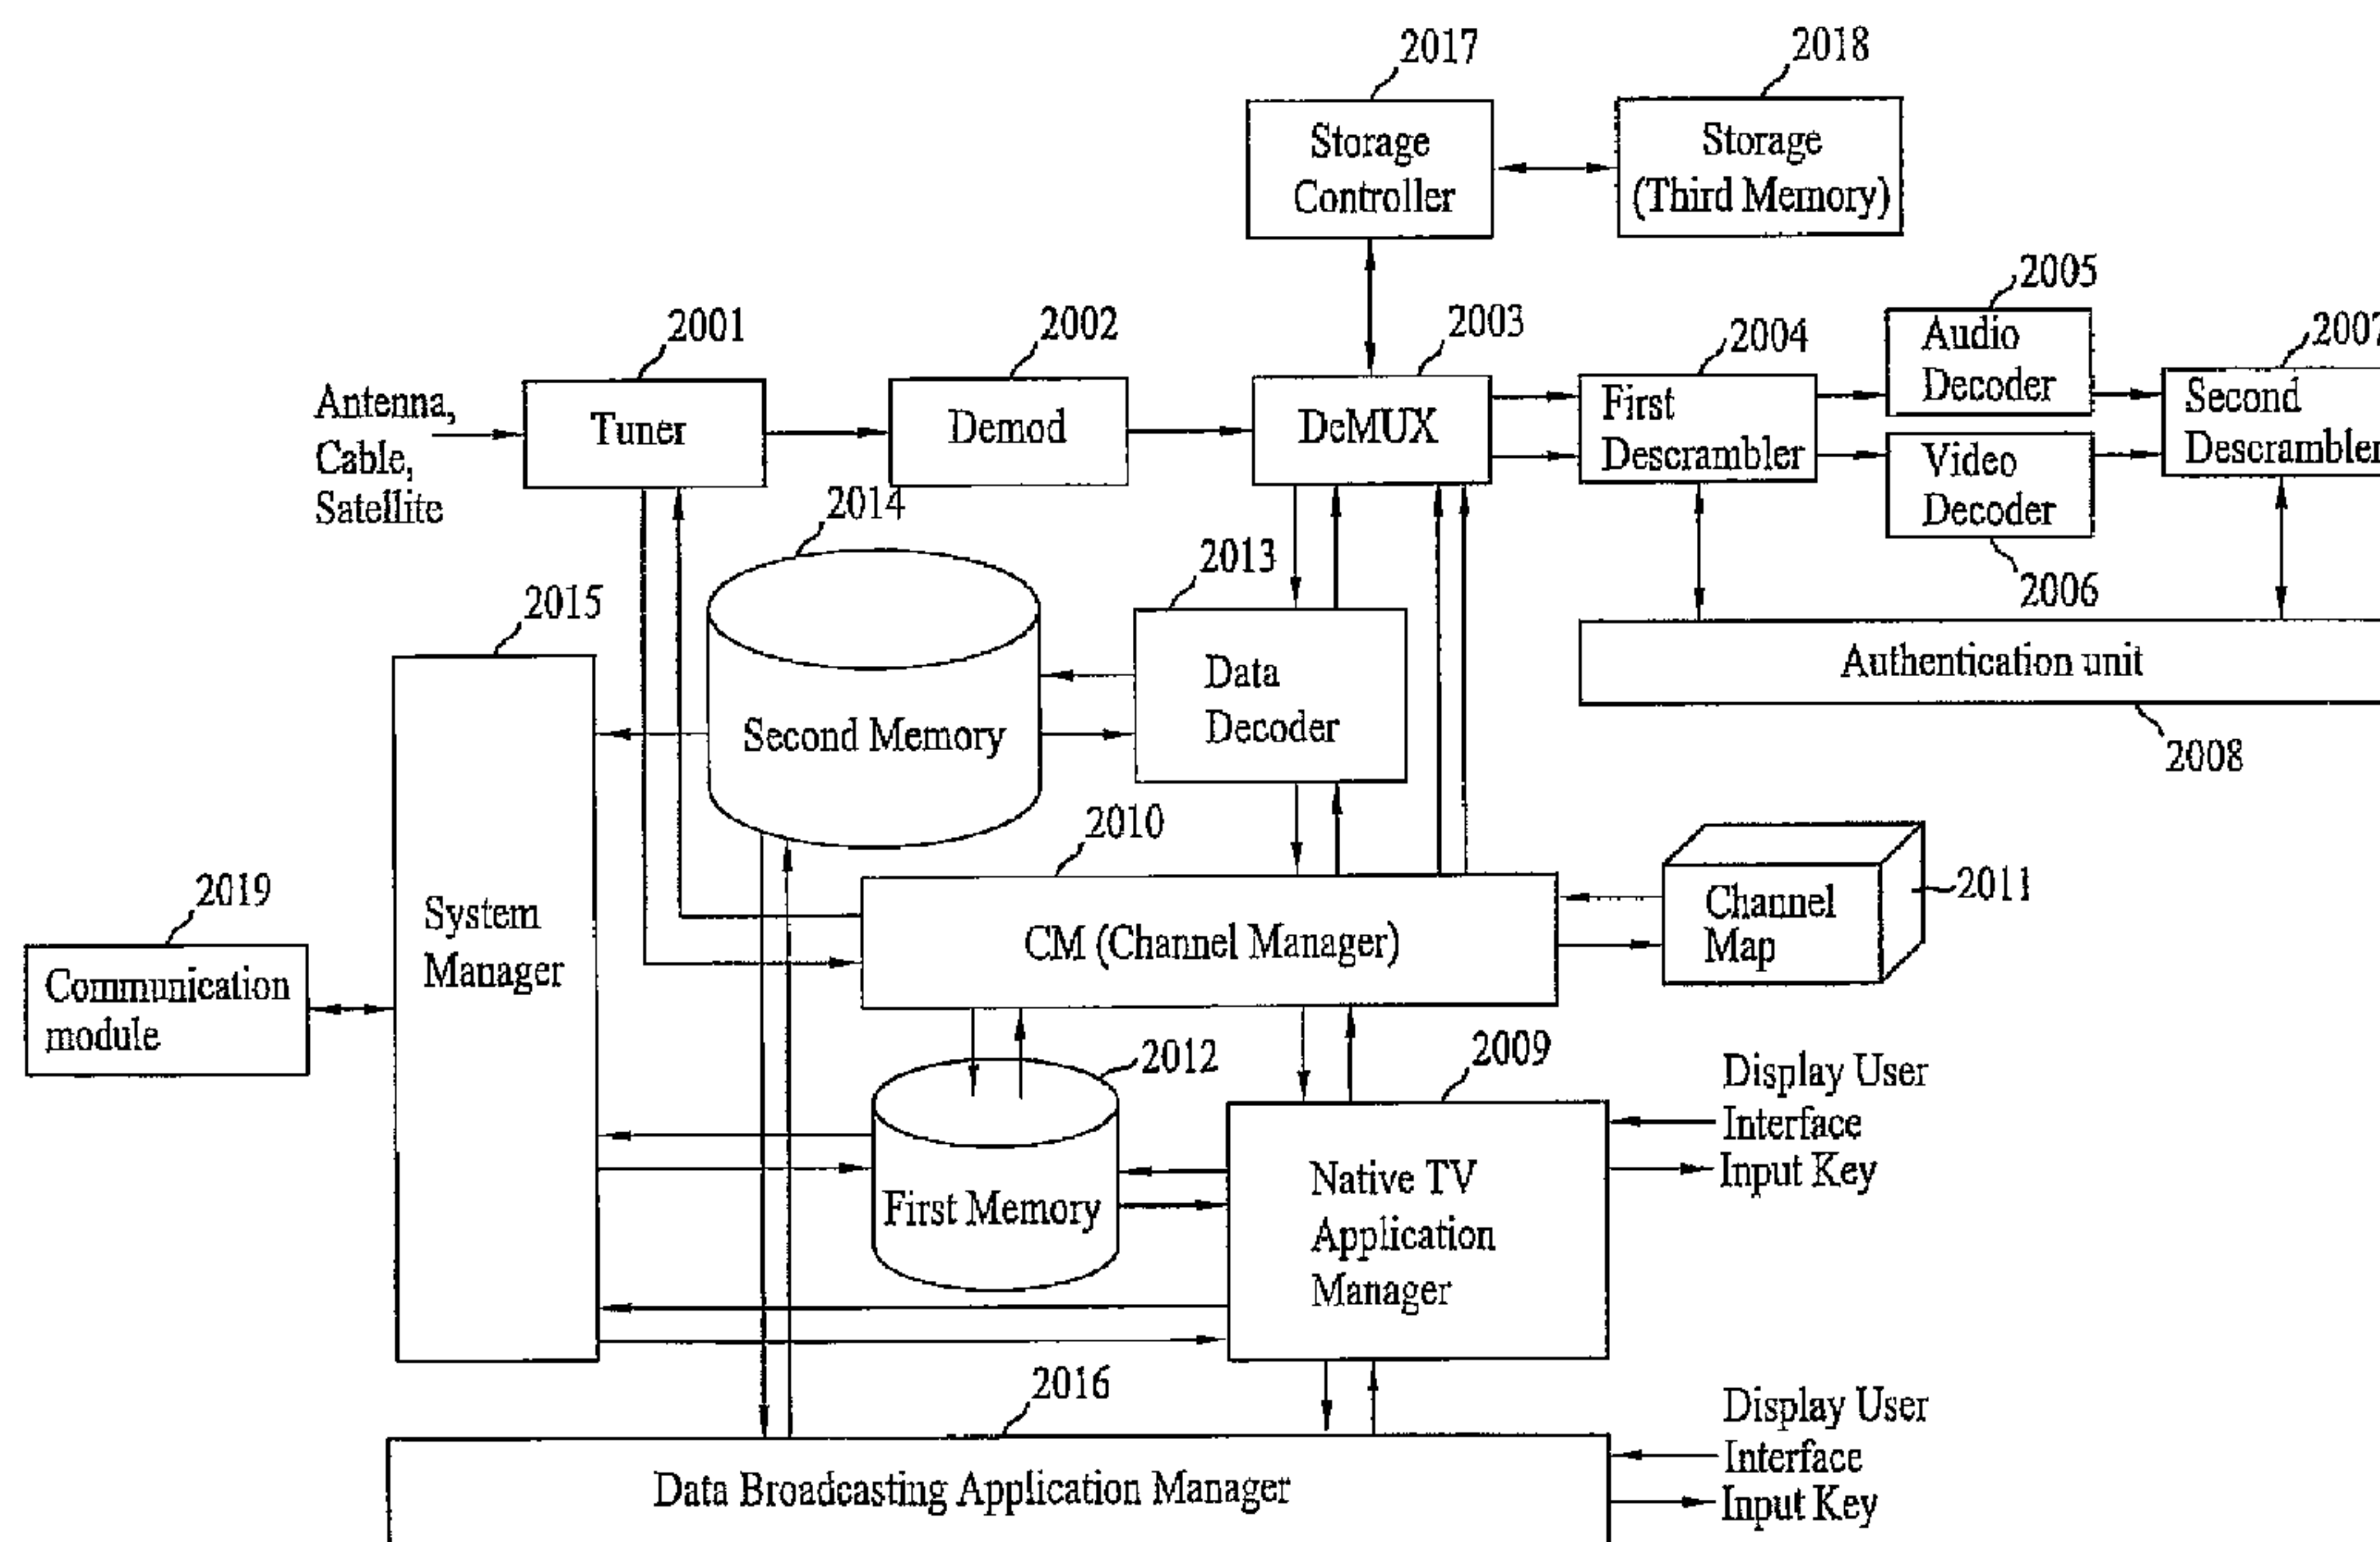 2017
2018
Storage
Controller
Storage
(Third Memory)
2001
2002
2003
2004
2005
2007
Antenna,
Cable,
Satellite
Tuner
Demod
DeMUX
First
Descrambler
Audio
Decoder
Video
Decoder
Second
Descrambler
2014
2013
2006
2015
Second Memory
Data
Decoder
Authentication unit
2008
2010
2019
System
Manager
CM (Channel Manager)
Channel
Map
2011
Communication
module
2012
2009
Display User
Interface
Input Key
First Memory
Native TV
Application
Manager
2016
Display User
Interface
Input Key
Data Broadcasting Application Manager